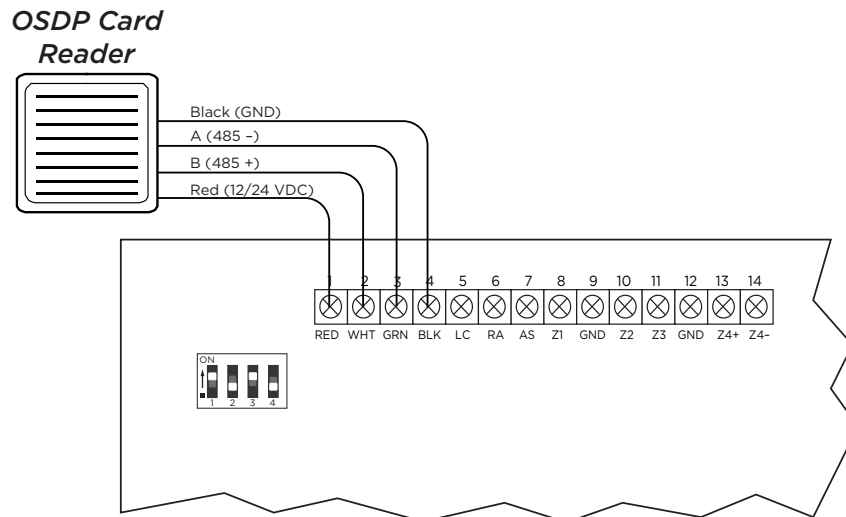 OSDP Card
Reader
Black (GND)
A (485 –)
B (485 +)
Red (12/24 VDC)
1 2 3 4 5 6 7 8 9 10 11 12 13 14
RED WHT GRN BLK LC RA AS Z1 GND Z2 Z3 GND Z4+ Z4–
ON
1 2 3 4